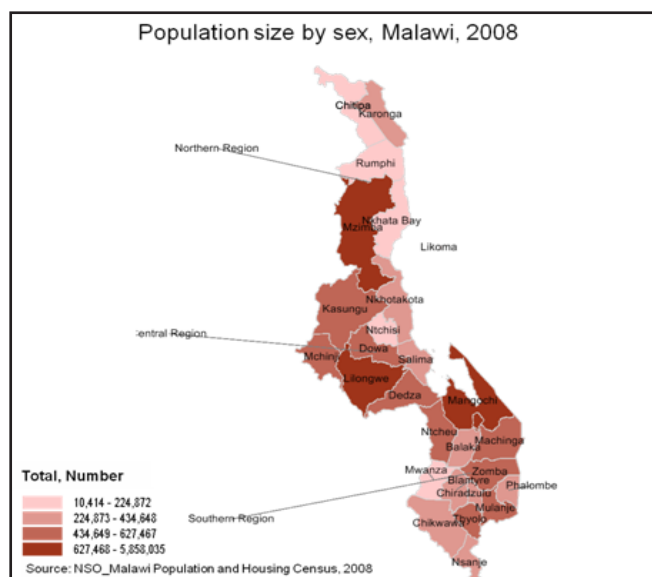 Population size by sex, Malawi, 2008
Chitipa
Karonga
Northern Region
Rumphi
Nkhata Bay
Mzimba
Likoma
Nkhotakota
Kasungu
Ntchisi
Central Region
Dowa
Mchinji
Salima
Lilongwe
Dedza
Mangochi
Ntcheu
Machinga
Balaka
Mwanza
Zomba
Blantyre
Phalombe
Chiradzulu
Mulanje
Southern Region
Thyolo
Chikwawa
Nsanje
Total, Number
10,414 - 224,872
224,873 - 434,648
434,649 - 627,467
627,468 - 5,858,035
Source: NSO_Malawi Population and Housing Census, 2008